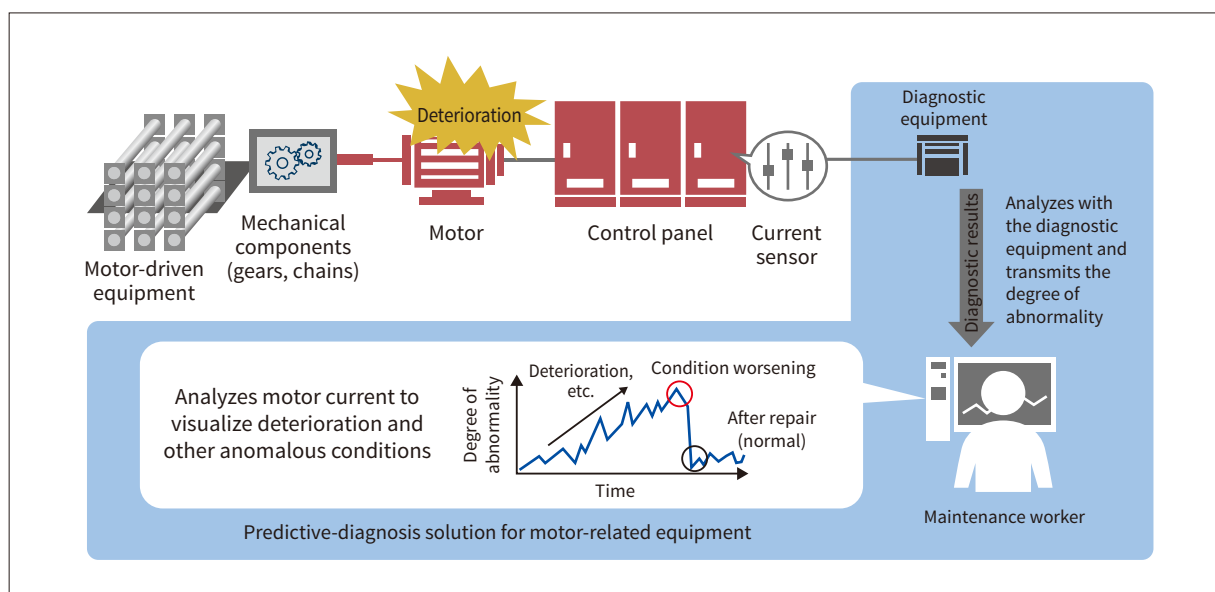 Deterioration
Diagnostic
equipment
Motor-driven
equipment
Mechanical
components
(gears, chains)
Motor
Control panel
Current
sensor
Diagnostic results
Analyzes with
the diagnostic
equipment and
transmits the
degree of
abnormality
Analyzes motor current to
visualize deterioration and
other anomalous conditions
Degree of
abnormality
Deterioration,
etc.
Condition worsening
After repair
(normal)
Time
Maintenance worker
Predictive-diagnosis solution for motor-related equipment